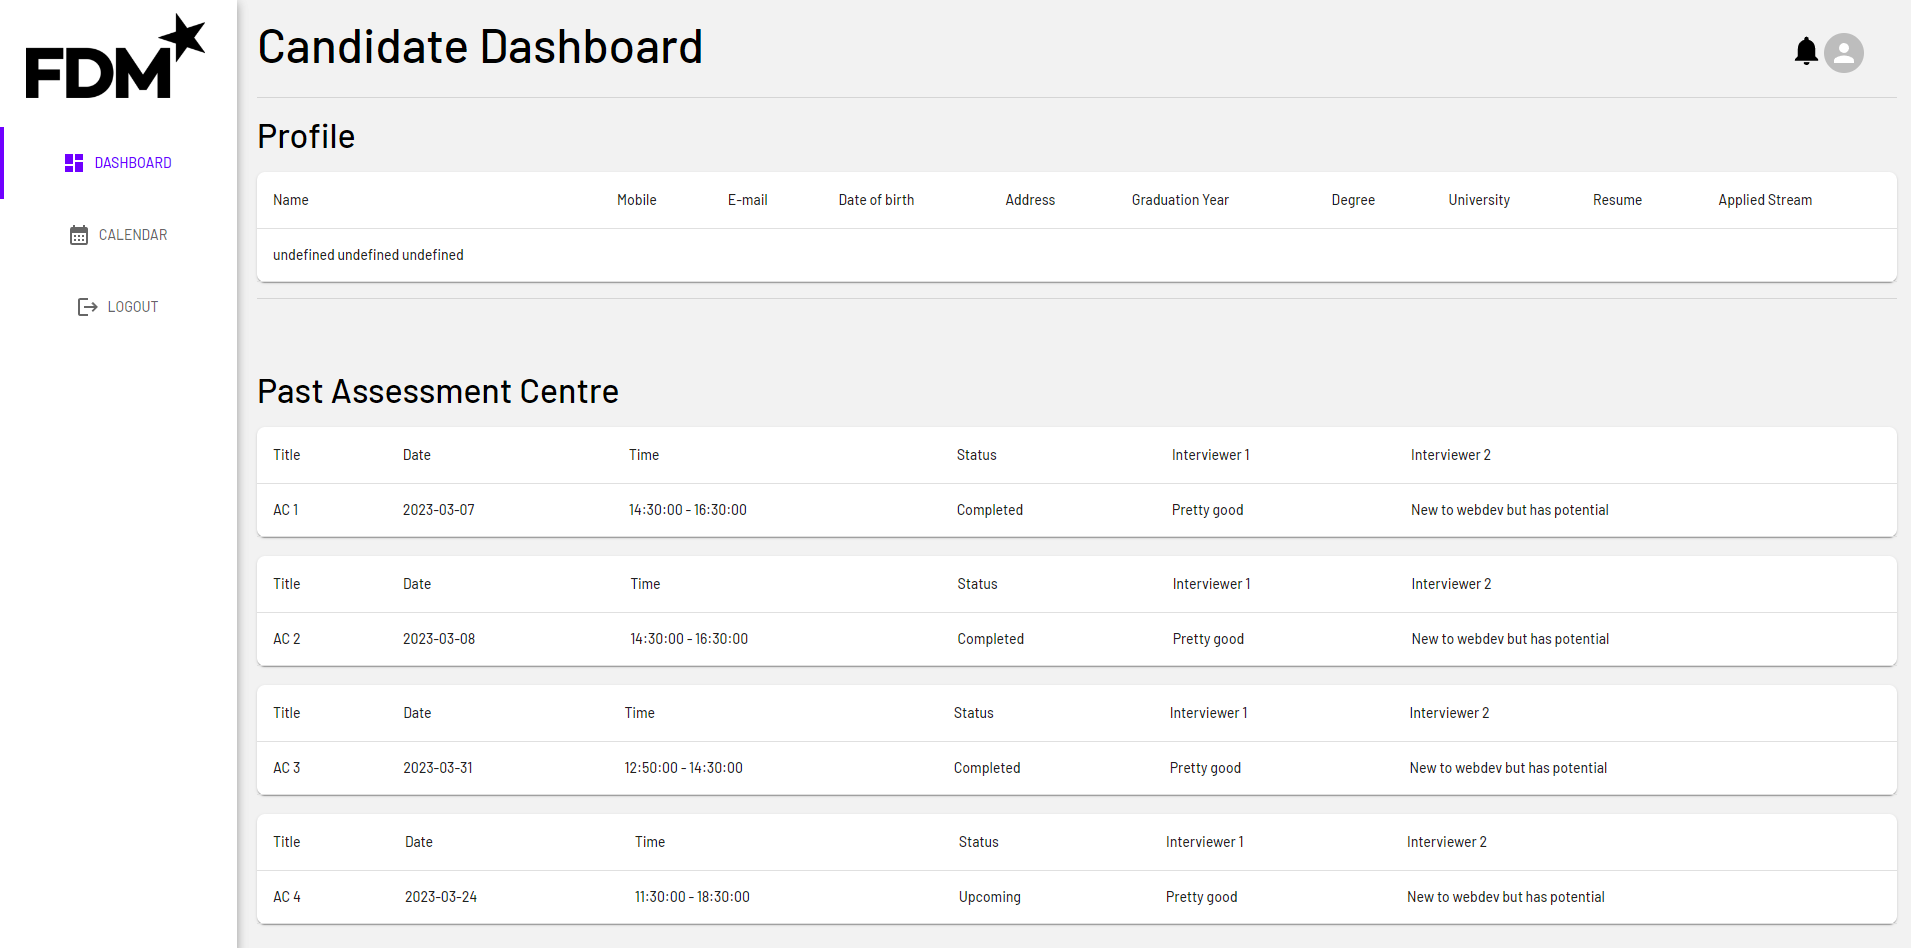 FDM
Candidate Dashboard
DASHBOARD
CALENDAR
LOGOUT
Profile
Name Mobile E-mail Date of birth Address Graduation Year Degree University Resume Applied Stream
undefined undefined undefined
Past Assessment Centre
Title Date Time Status Interviewer 1 Interviewer 2
AC 1 2023-03-07 14:30:00 - 16:30:00 Completed Pretty good New to webdev but has potential
Title Date Time Status Interviewer 1 Interviewer 2
AC 2 2023-03-08 14:30:00 - 16:30:00 Completed Pretty good New to webdev but has potential
Title Date Time Status Interviewer 1 Interviewer 2
AC 3 2023-03-31 12:50:00 - 14:30:00 Completed Pretty good New to webdev but has potential
Title Date Time Status Interviewer 1 Interviewer 2
AC 4 2023-03-24 11:30:00 - 18:30:00 Upcoming Pretty good New to webdev but has potential